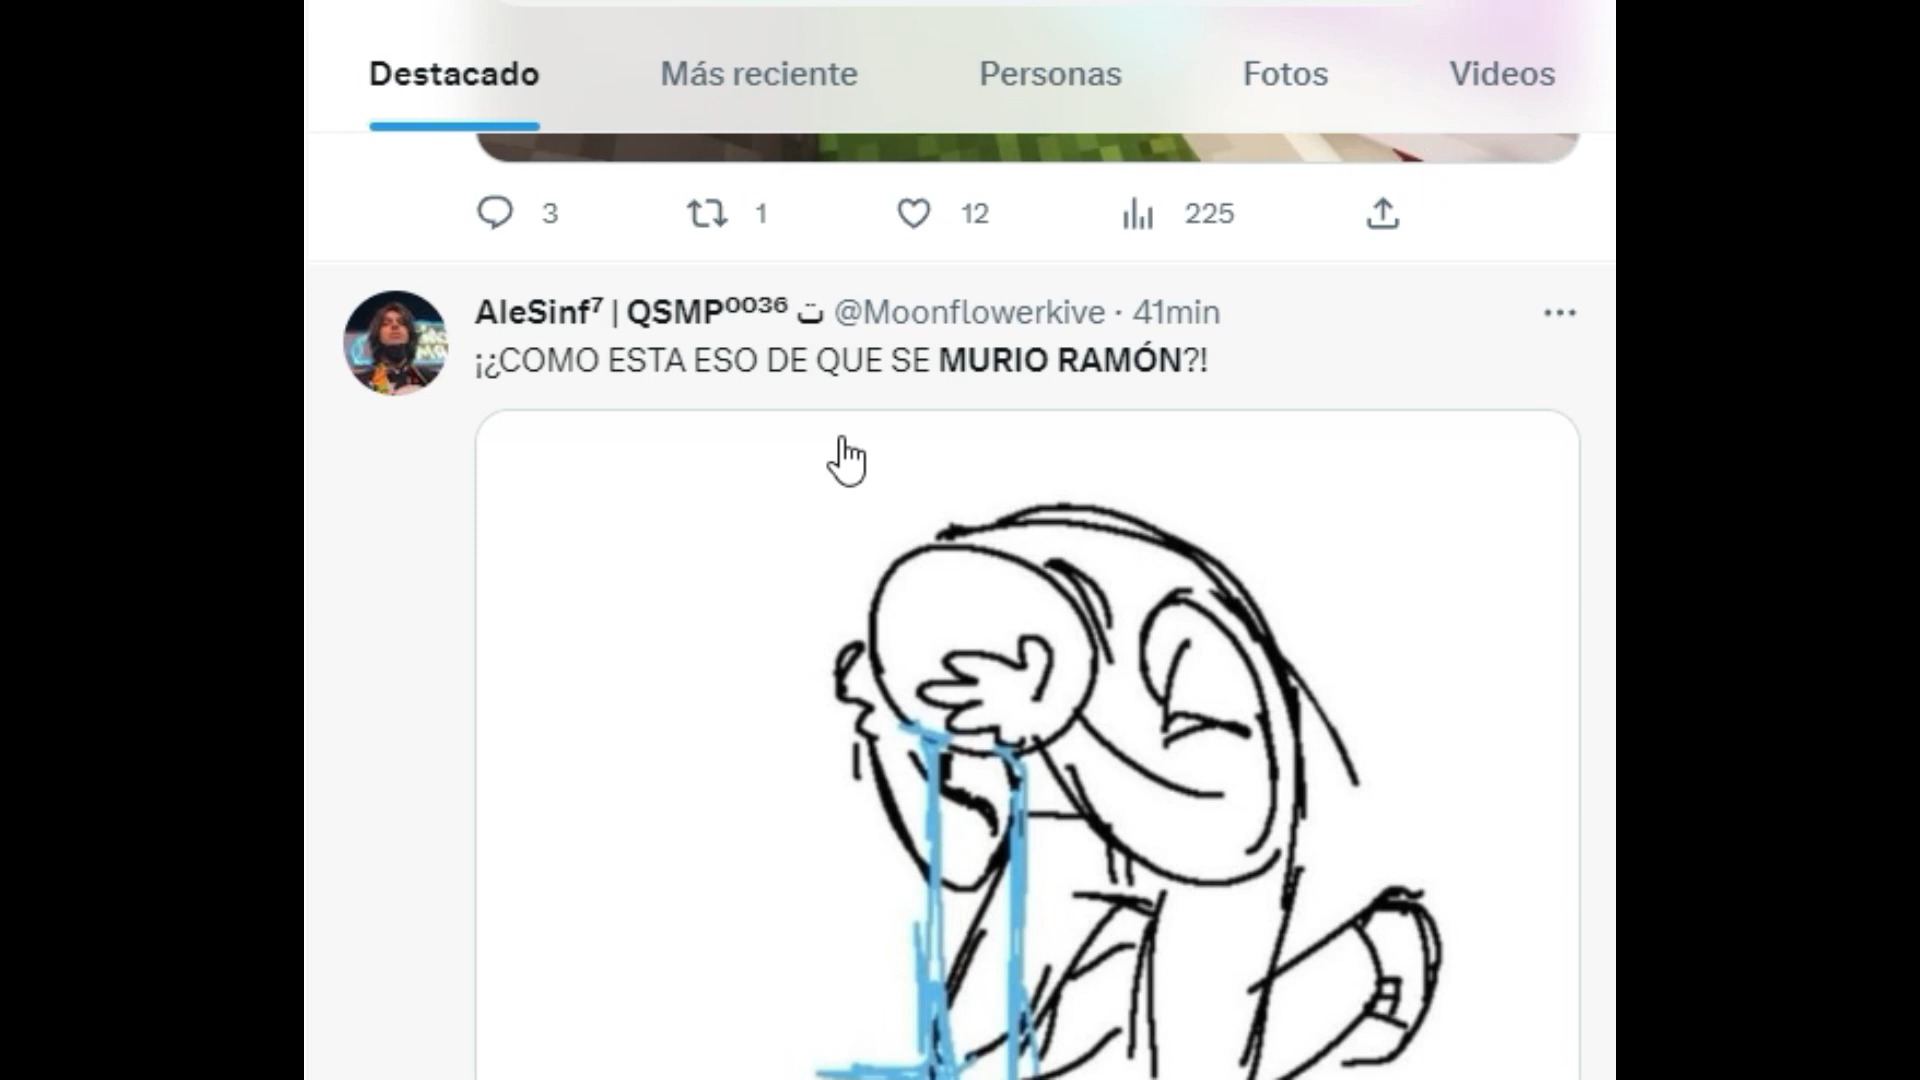 Destacado Más reciente Personas Fotos Videos
3 1 12 225
AleSinf⁷ | QSMP⁰⁰³⁶ ت @Moonflowerkive · 41min
¡¿COMO ESTA ESO DE QUE SE MURIO RAMÓN?!